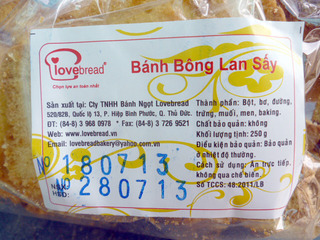 lovebread®
Chọn lựa an toàn nhất
Bánh Bông Lan Sấy
Sản xuất tại: Cty TNHH Bánh Ngọt Lovebread
520/82B, Quốc lộ 13, P. Hiệp Bình Phước, Q. Thủ Đức.
ĐT: (84-8) 3 968 0978 * Fax: (84-8) 3 726 9521
Web: www.lovebread.vn
Email: lovebreadbakery@yahoo.com.vn
Thành phần: Bột, bơ, đường,
trứng, muối, men, baking.
Chất bảo quản: không
Khối lượng tịnh: 250 g
Điều kiện bảo quản: Bảo quản
ở nhiệt độ thường.
Cách sử dụng: Ăn trực tiếp,
không qua chế biến.
Số TCCS: 48:2011/LB
Nº 180713
Nº 280713
HSD: